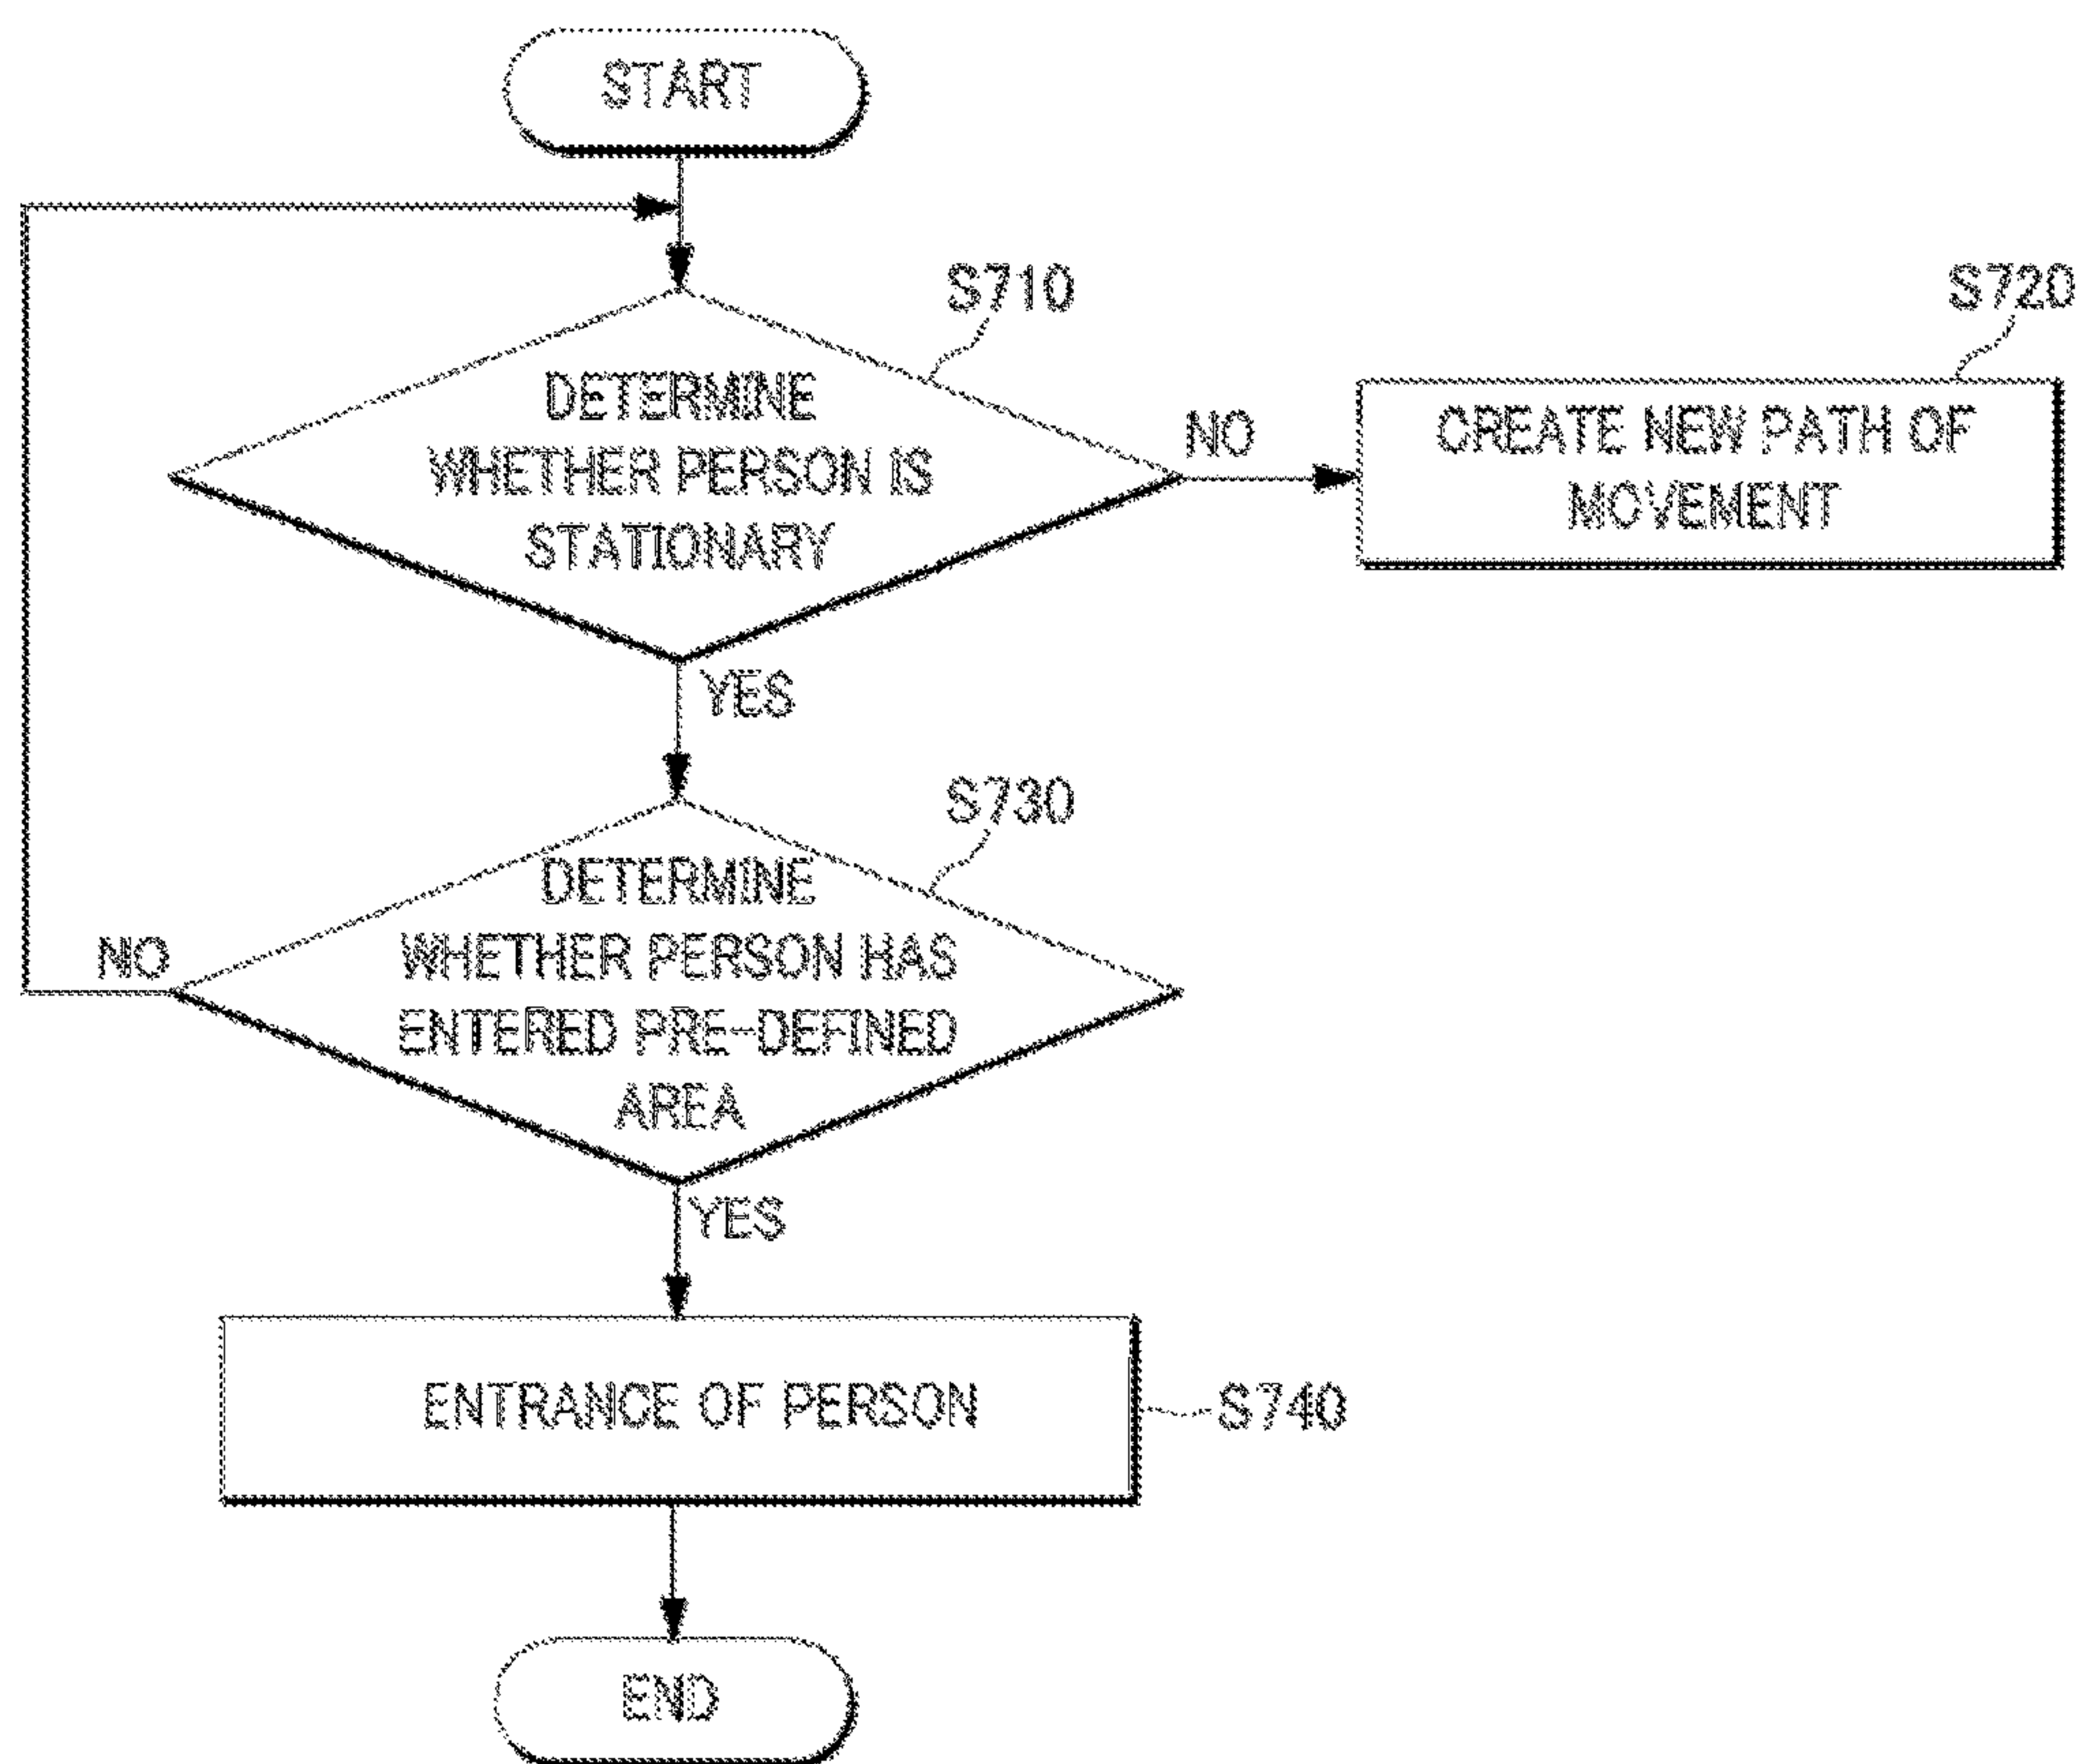 START
S710
S720
DETERMINE
WHETHER PERSON IS
STATIONARY
NO
CREATE NEW PATH OF
MOVEMENT
YES
S730
DETERMINE
WHETHER PERSON HAS
ENTERED PRE-DEFINED
AREA
NO
YES
ENTRANCE OF PERSON
S740
END